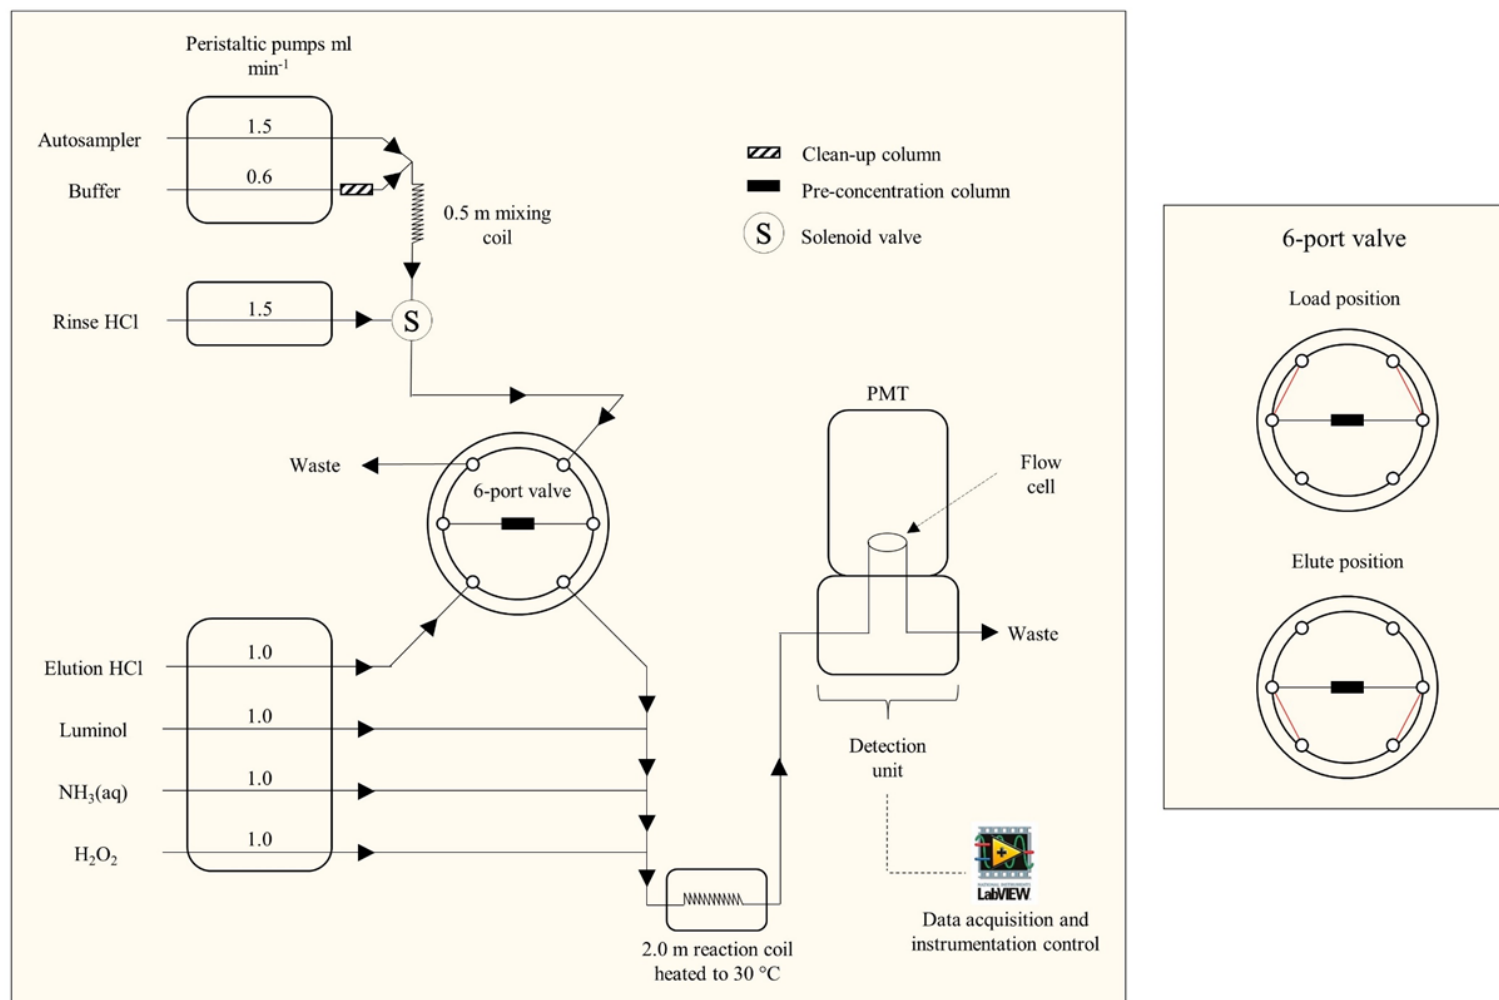 Peristaltic pumps ml
min-1
Autosampler
1.5
Buffer
0.6
0.5 m mixing
coil
Clean-up column
Pre-concentration column
S
Solenoid valve
Rinse HCl
1.5
S
Waste
6-port valve
PMT
Flow
cell
Waste
Elution HCl
1.0
Luminol
1.0
NH3(aq)
1.0
H2O2
1.0
2.0 m reaction coil
heated to 30 °C
Detection
unit
NATIONAL INSTRUMENTS
LabVIEW
Data acquisition and
instrumentation control
6-port valve
Load position
Elute position